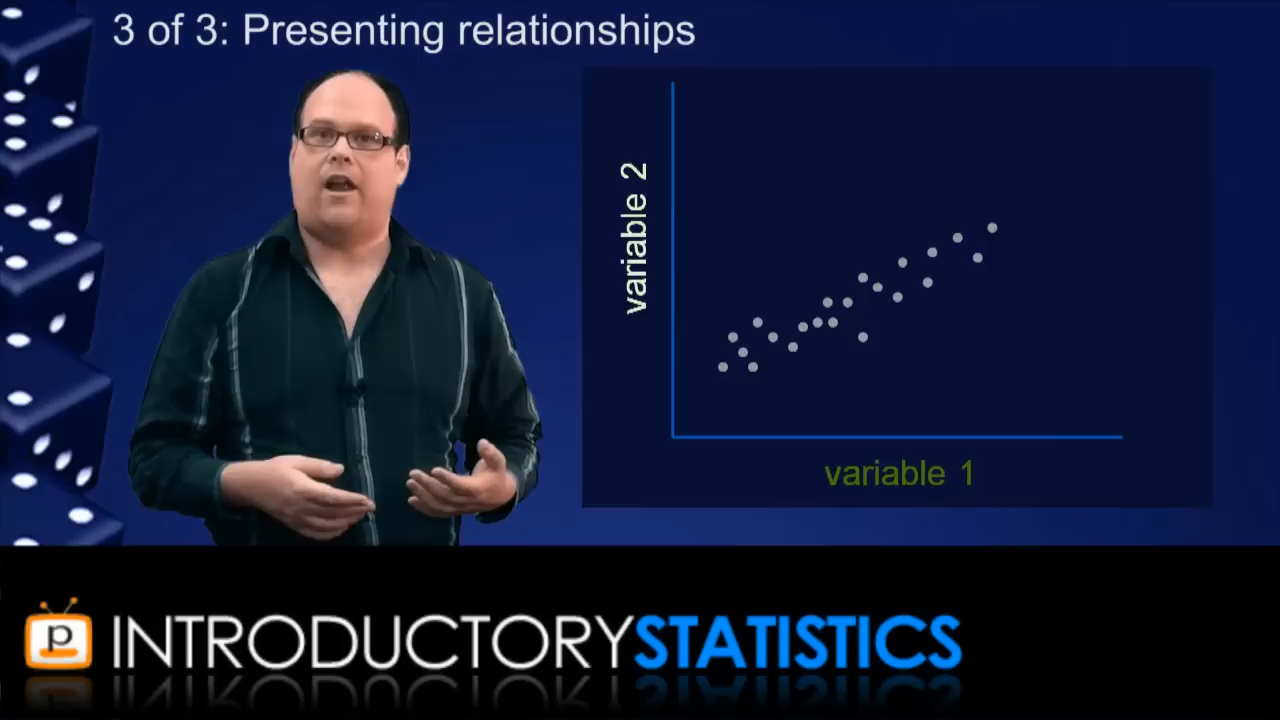 3 of 3: Presenting relationships
variable 2
variable 1
p
INTRODUCTORYSTATISTICS